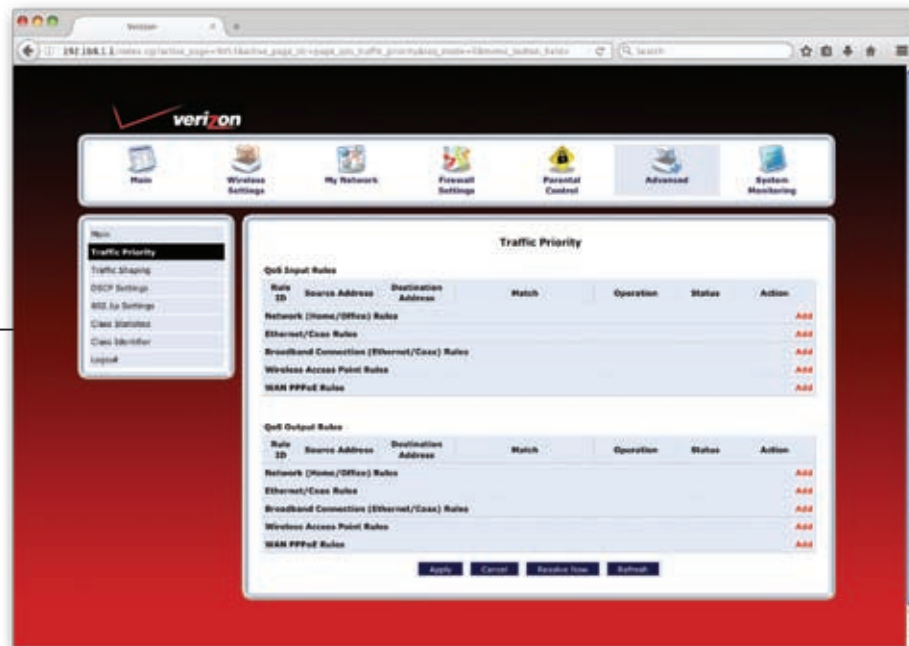 Verizon
192.168.1.1
Search
verizon
Main
Wireless Settings
My Network
Firewall Settings
Parental Control
Advanced
System Monitoring
Main
Traffic Priority
Traffic Shaping
DSCP Settings
802.1p Settings
Class Statistics
Class Identifier
Logout
Traffic Priority
QoS Input Rules
Rule ID Source Address Destination Address Match Operation Status Action
Network (Home/Office) Rules Add
Ethernet/Coax Rules Add
Broadband Connection (Ethernet/Coax) Rules Add
Wireless Access Point Rules Add
WAN PPPoE Rules Add
QoS Output Rules
Rule ID Source Address Destination Address Match Operation Status Action
Network (Home/Office) Rules Add
Ethernet/Coax Rules Add
Broadband Connection (Ethernet/Coax) Rules Add
Wireless Access Point Rules Add
WAN PPPoE Rules Add
Apply Cancel Resolve Now Refresh